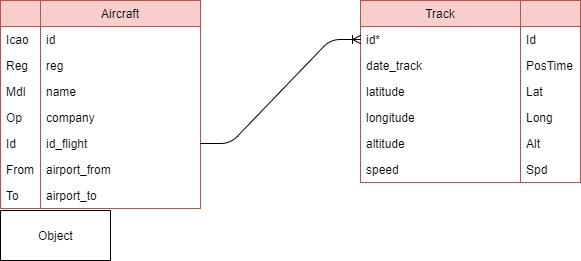 Aircraft
Icao id
Reg reg
Mdl name
Op company
Id id_flight
From airport_from
To airport_to
Object
Track
id* Id
date_track PosTime
latitude Lat
longitude Long
altitude Alt
speed Spd